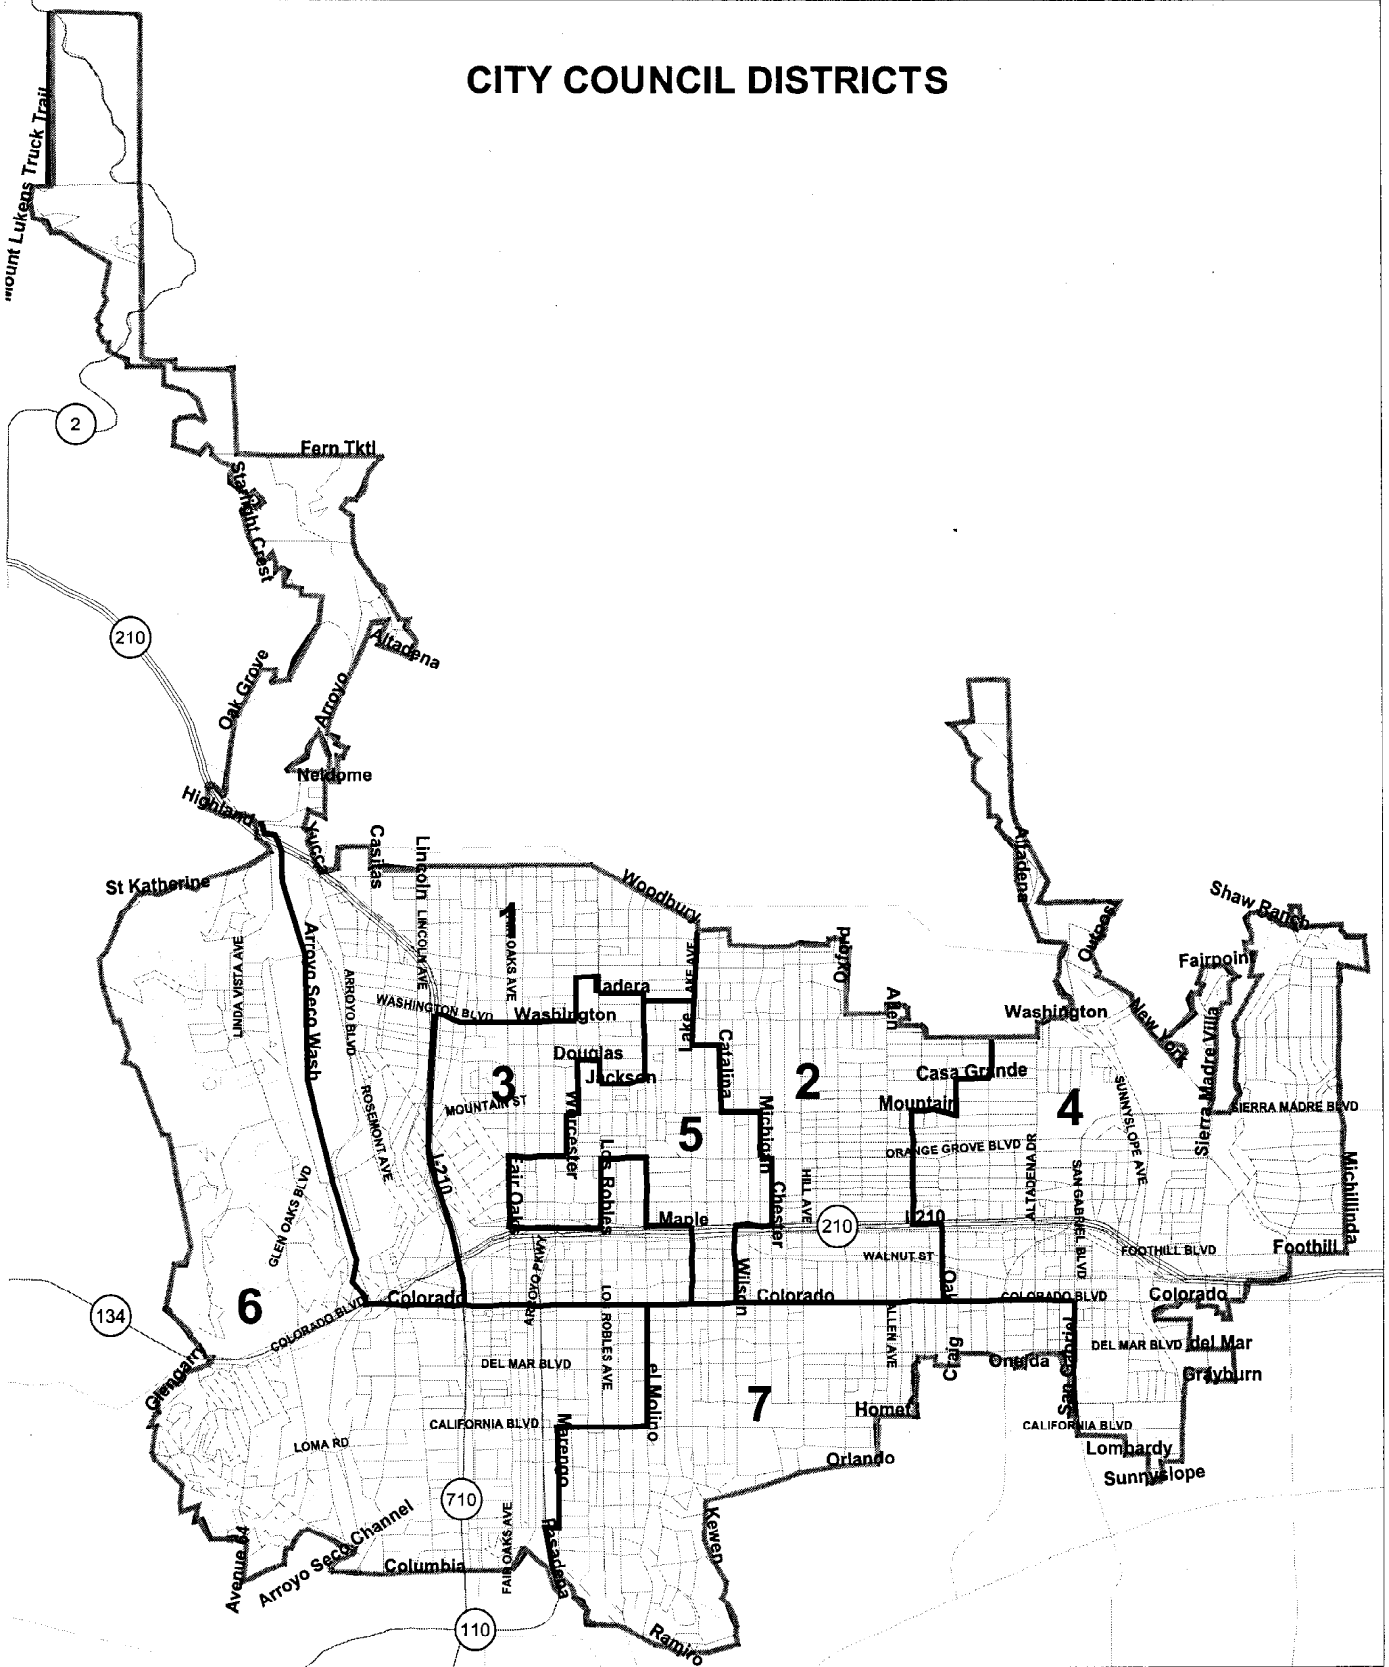 CITY COUNCIL DISTRICTS
Mount Lukens Truck Trail
2
Fern Tktl
Starlight Crest
210
Altadena
Oak Grove
Arroyo
Neldome
Highland
Yucca
Casitas
Lincoln
St Katherine
Woodbury
Altadena
Outpost
Shaw Ranch
1
LINCOLN AVE
FAIR OAKS AVE
LINDA VISTA AVE
Arroyo Seco Wash
ARROYO BLVD
LAKE AVE
Oxford
Fairpoint
Ladera
WASHINGTON BLVD
Washington
Lake
Allen
Washington
New York
Sierra Madre Villa
Douglas
Jackson
Catalina
2
Casa Grande
3
MOUNTAIN ST
Worcester
Michigan
Mountain
4
SUNNYSLOPE AVE
SIERRA MADRE BLVD
ROSEMONT AVE
5
ORANGE GROVE BLVD
ALTADENA DR
SAN GABRIEL BLVD
Michillinda
I-210
Fair Oaks
Los Robles
Maple
Chester
HILL AVE
210
I-210
GLEN OAKS BLVD
ARROYO PKWY
WALNUT ST
FOOTHILL BLVD
Foothill
6
COLORADO BLVD
Colorado
LOS ROBLES AVE
Wilson
Colorado
Oak
COLORADO BLVD
Colorado
134
Glengarry
DEL MAR BLVD
el Molino
ALLEN AVE
Craig
Oneida
San Gabriel
DEL MAR BLVD
del Mar
Grayburn
7
Homet
LOMA RD
CALIFORNIA BLVD
Marengo
CALIFORNIA BLVD
Lombardy
Orlando
Sunnyslope
710
Kewen
Avenue 64
Arroyo Seco Channel
Columbia
FAIR OAKS AVE
Pasadena
110
Ramiro